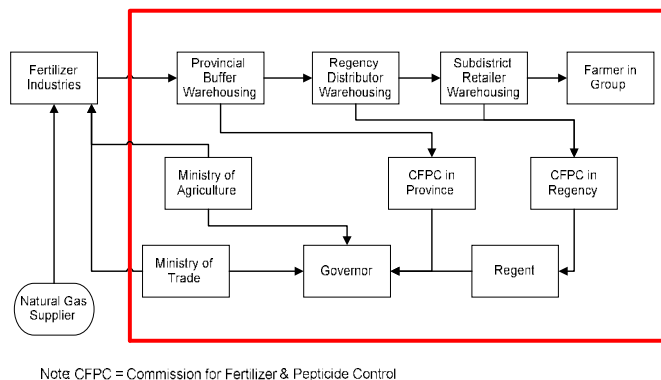 Fertilizer
Industries
Provincial
Buffer
Warehousing
Regency
Distributor
Warehousing
Subdistrict
Retailer
Warehousing
Farmer in
Group
Ministry of
Agriculture
CFPC in
Province
CFPC in
Regency
Ministry of
Trade
Governor
Regent
Natural Gas
Supplier
Note: CFPC = Commission for Fertilizer & Pepticide Control